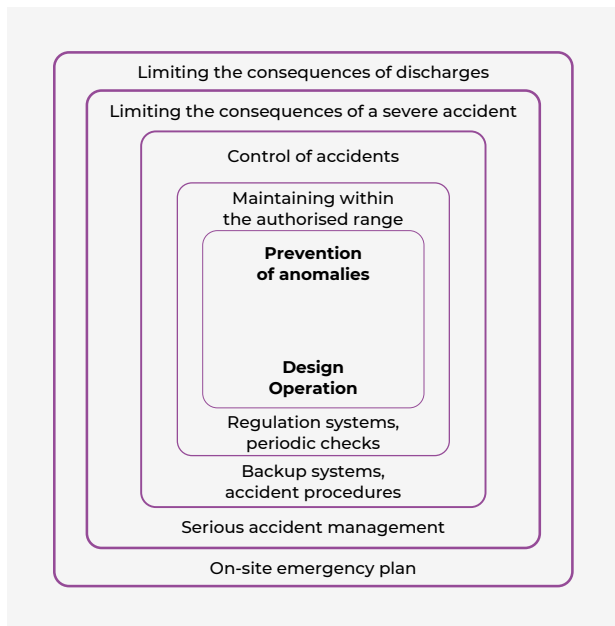 Limiting the consequences of discharges
Limiting the consequences of a severe accident
Control of accidents
Maintaining within
the authorised range
Prevention
of anomalies
Design
Operation
Regulation systems,
periodic checks
Backup systems,
accident procedures
Serious accident management
On-site emergency plan